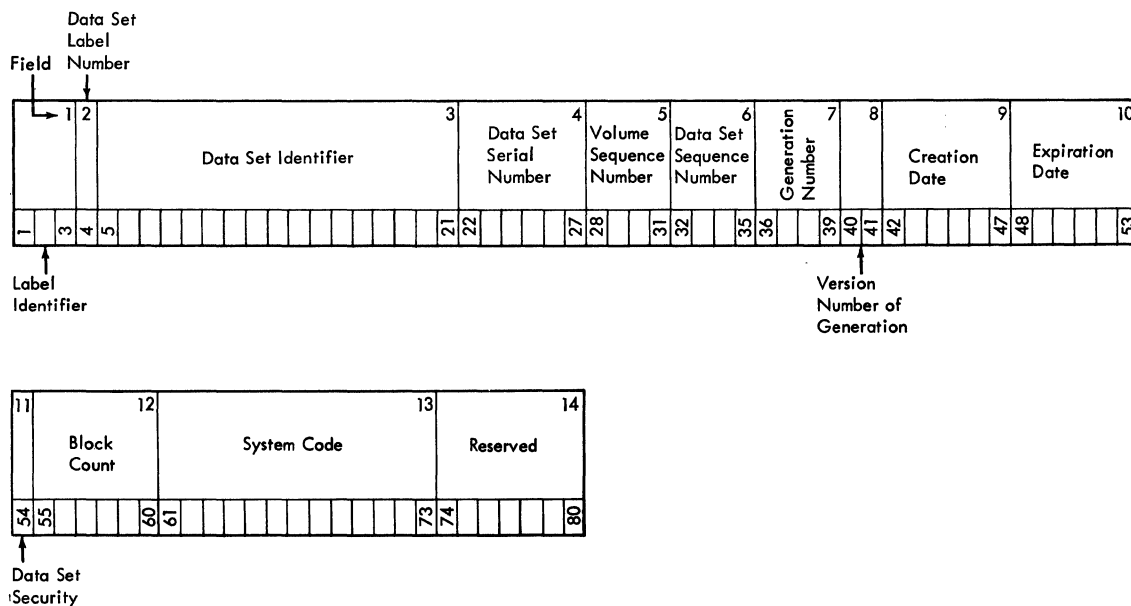 Data Set
Label
Number
Field
1 2 3 4 5 6 7 8 9 10
Data Set Identifier
Data Set
Serial
Number
Volume
Sequence
Number
Data Set
Sequence
Number
Generation
Number
Creation
Date
Expiration
Date
1 3 4 5 21 22 27 28 31 32 35 36 39 40 41 42 47 48 53
Label
Identifier
Version
Number of
Generation
11 12 13 14
Block
Count
System Code
Reserved
54 55 60 61 73 74 80
Data Set
Security